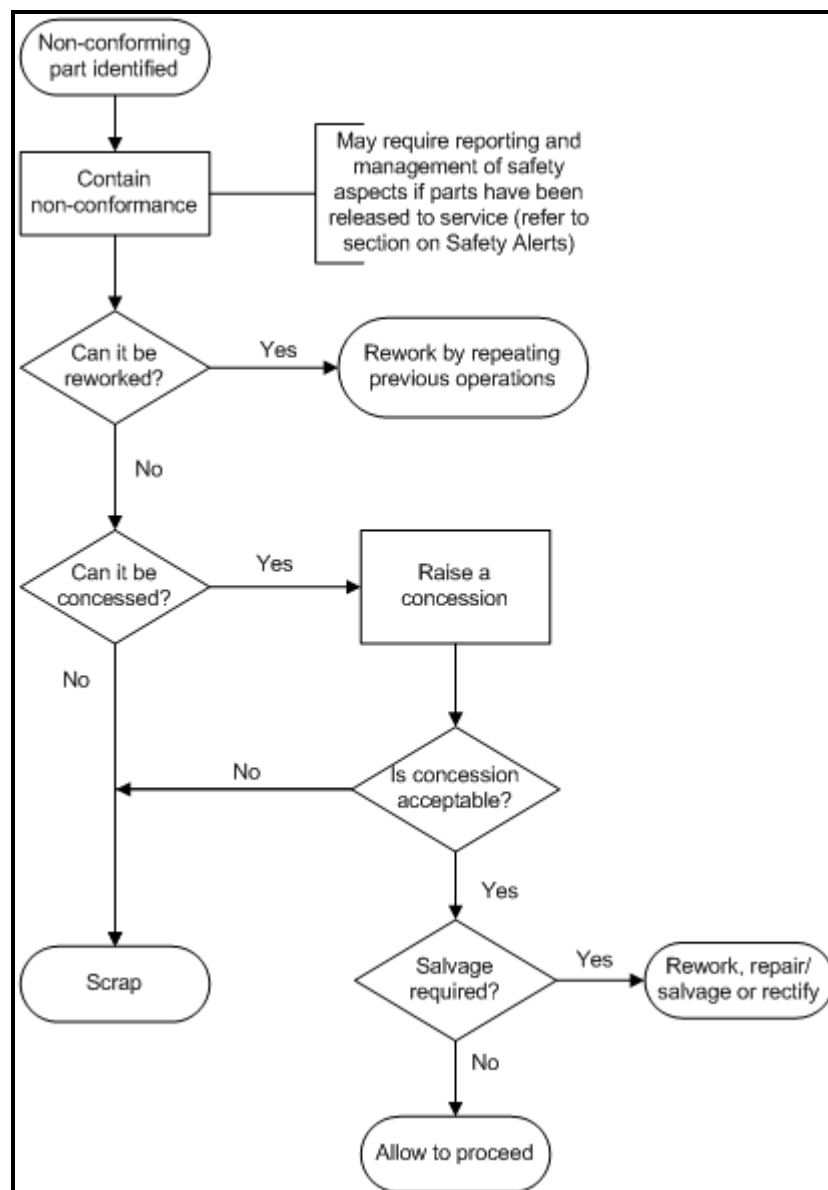 Non-conforming
part identified
Contain
non-conformance
May require reporting and
management of safety
aspects if parts have been
released to service (refer to
section on Safety Alerts)
Can it be
reworked?
Yes
Rework by repeating
previous operations
No
Can it be
concessed?
Yes
Raise a
concession
No
Is concession
acceptable?
No
Yes
Scrap
Salvage
required?
Yes
Rework, repair/
salvage or rectify
No
Allow to proceed